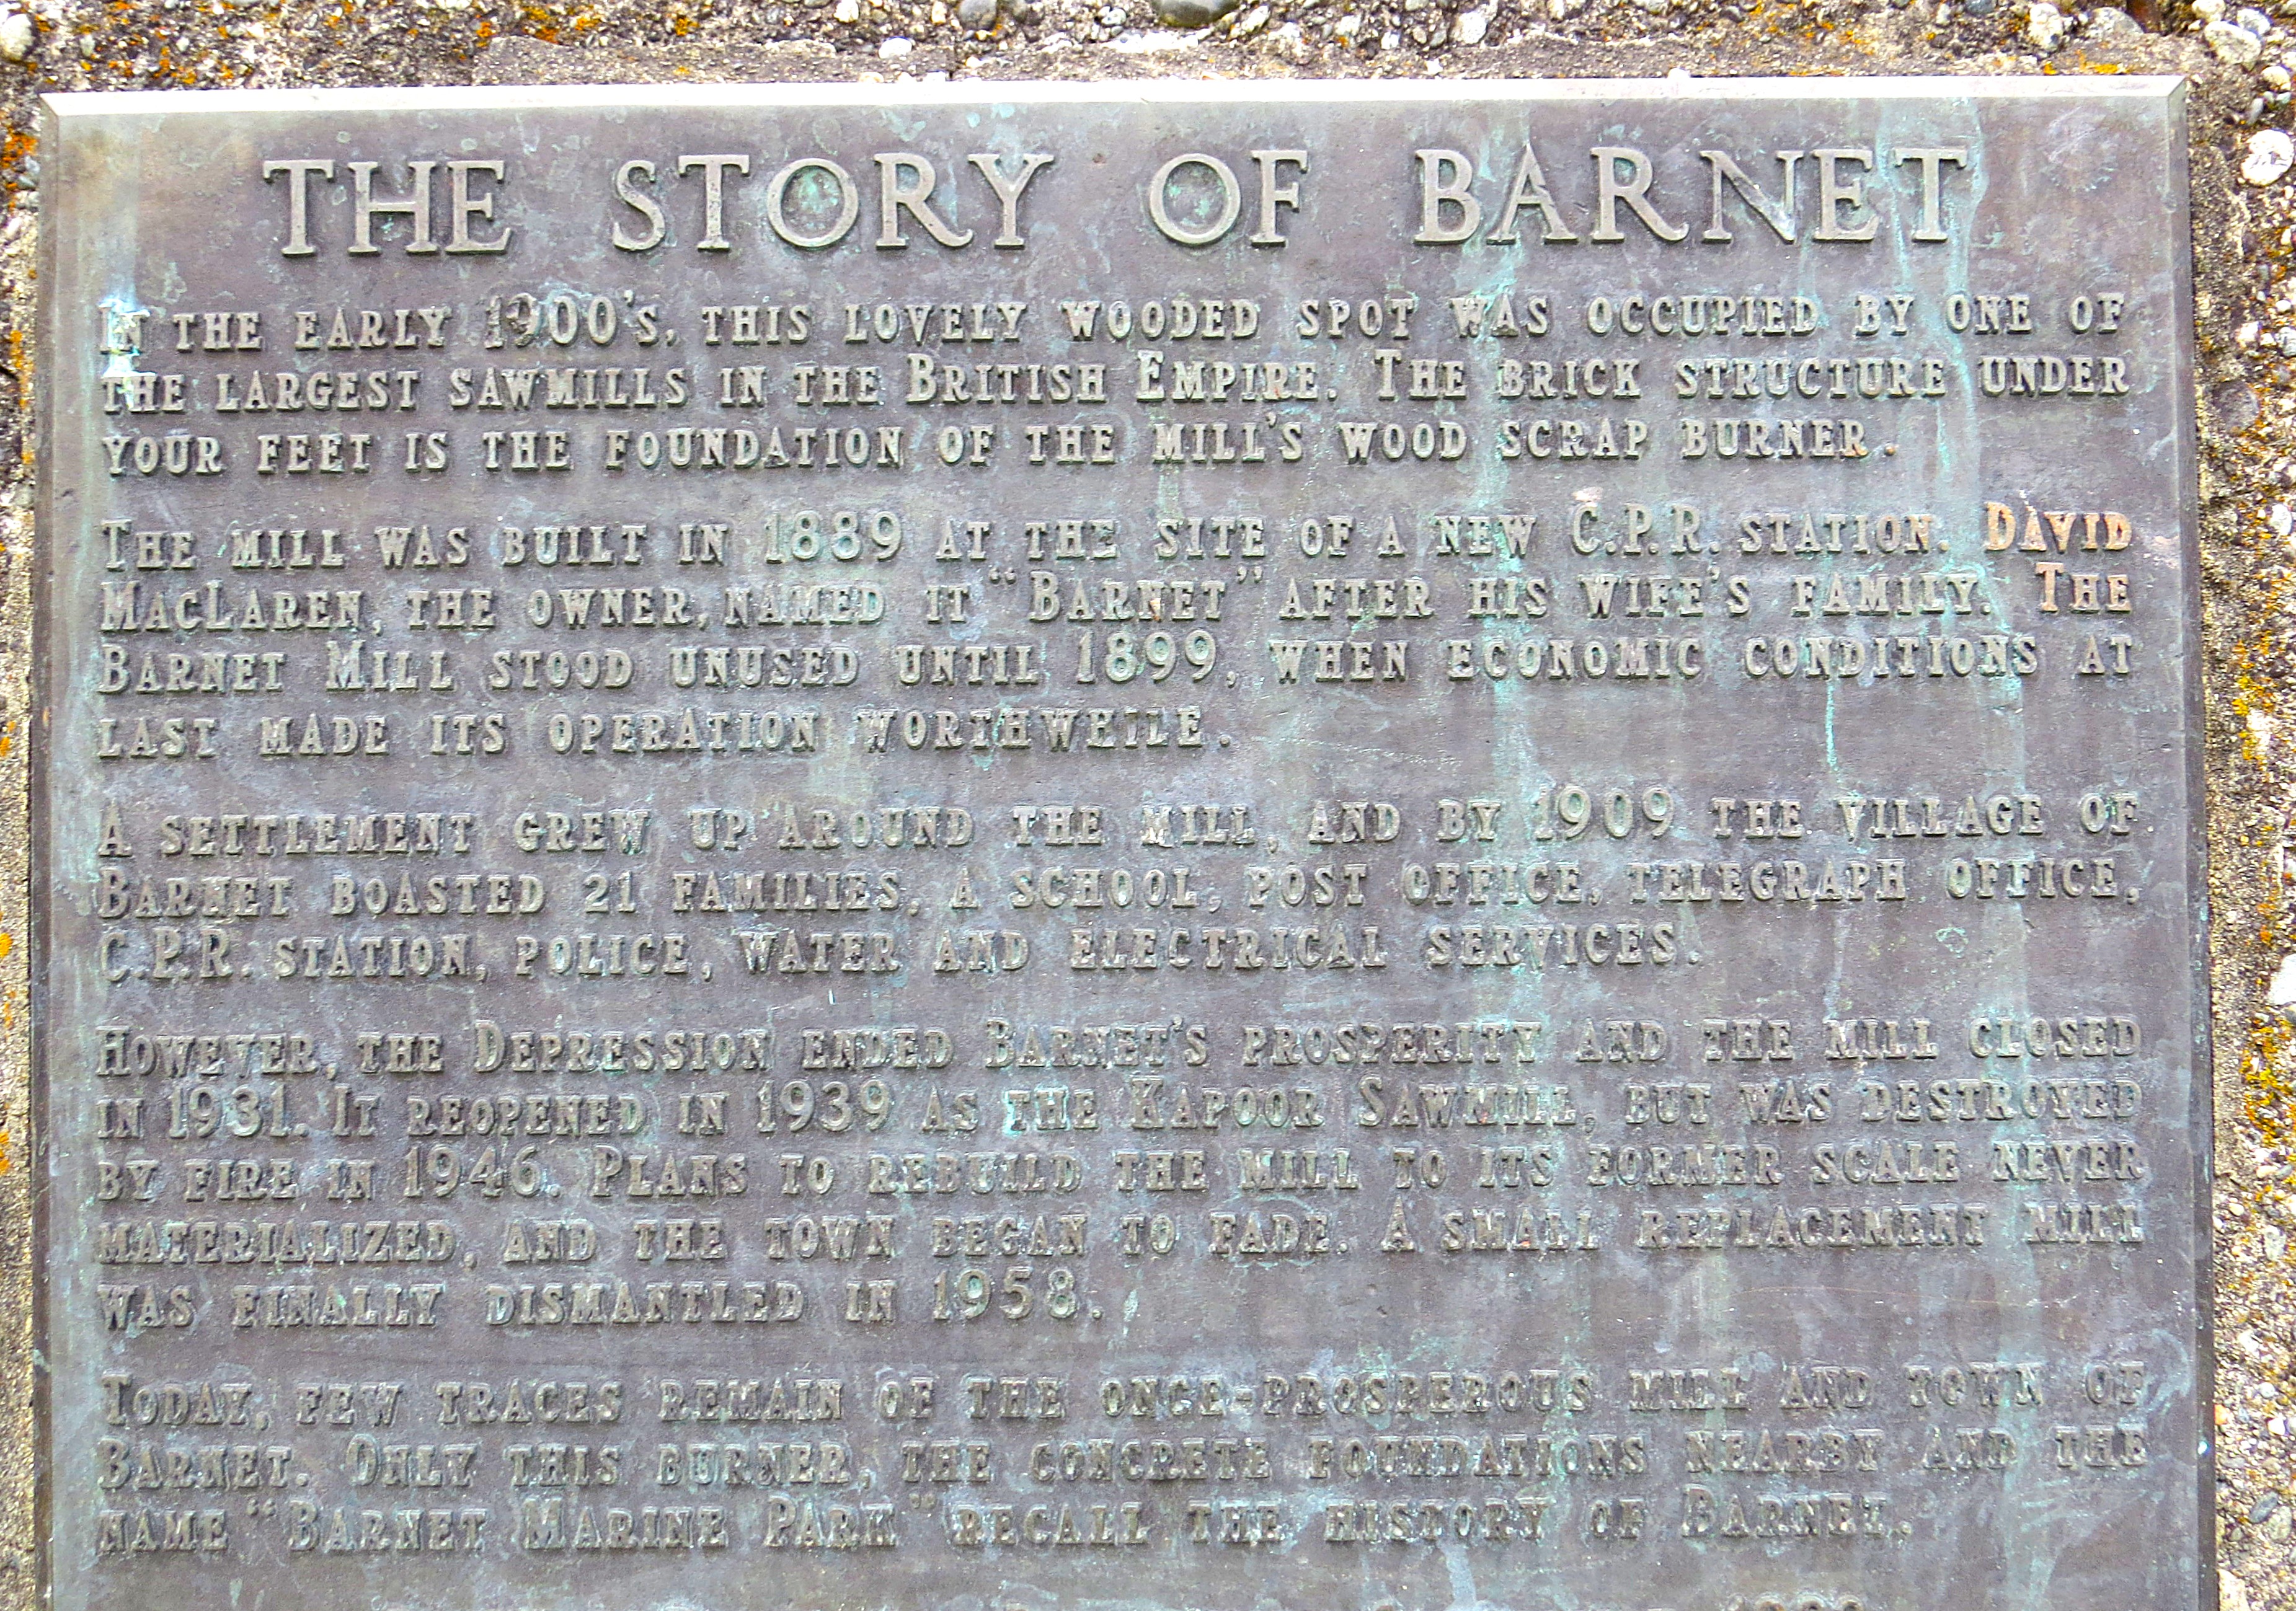 THE STORY OF BARNET
IN THE EARLY 1900'S, THIS LOVELY WOODED SPOT WAS OCCUPIED BY ONE OF
THE LARGEST SAWMILLS IN THE BRITISH EMPIRE. THE BRICK STRUCTURE UNDER
YOUR FEET IS THE FOUNDATION OF THE MILL'S WOOD SCRAP BURNER.
THE MILL WAS BUILT IN 1889 AT THE SITE OF A NEW C.P.R. STATION. DAVID
MACLAREN, THE OWNER, NAMED IT "BARNET" AFTER HIS WIFE'S FAMILY. THE
BARNET MILL STOOD UNUSED UNTIL 1899, WHEN ECONOMIC CONDITIONS AT
LAST MADE ITS OPERATION WORTHWHILE.
A SETTLEMENT GREW UP AROUND THE MILL, AND BY 1909 THE VILLAGE OF
BARNET BOASTED 21 FAMILIES, A SCHOOL, POST OFFICE, TELEGRAPH OFFICE,
C.P.R. STATION, POLICE, WATER AND ELECTRICAL SERVICES.
HOWEVER, THE DEPRESSION ENDED BARNET'S PROSPERITY AND THE MILL CLOSED
IN 1931. IT REOPENED IN 1939 AS THE KAPOOR SAWMILL, BUT WAS DESTROYED
BY FIRE IN 1946. PLANS TO REBUILD THE MILL TO ITS FORMER SCALE NEVER
MATERIALIZED, AND THE TOWN BEGAN TO FADE. A SMALL REPLACEMENT MILL
WAS FINALLY DISMANTLED IN 1958.
TODAY, FEW TRACES REMAIN OF THE ONCE-PROSPEROUS MILL AND TOWN OF
BARNET. ONLY THIS BURNER, THE CONCRETE FOUNDATIONS NEARBY AND THE
NAME "BARNET MARINE PARK" RECALL THE HISTORY OF BARNET.